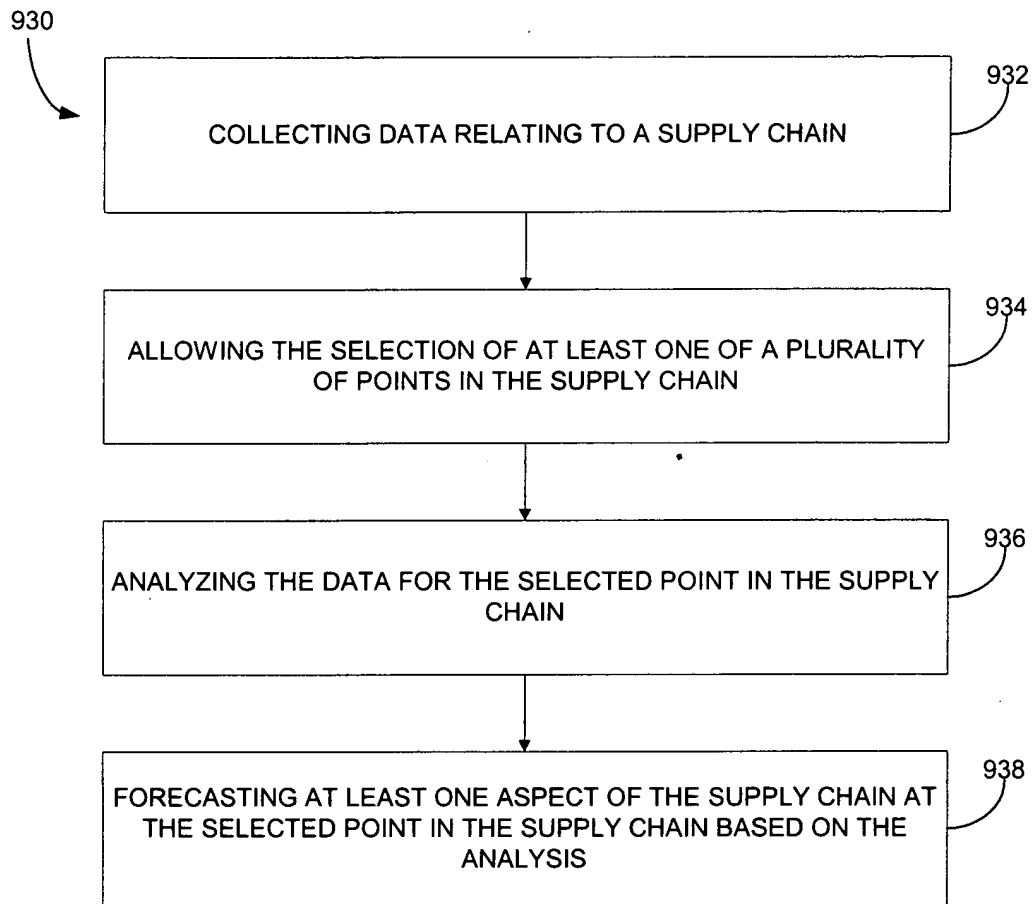 930
932
COLLECTING DATA RELATING TO A SUPPLY CHAIN
934
ALLOWING THE SELECTION OF AT LEAST ONE OF A PLURALITY
OF POINTS IN THE SUPPLY CHAIN
936
ANALYZING THE DATA FOR THE SELECTED POINT IN THE SUPPLY
CHAIN
938
FORECASTING AT LEAST ONE ASPECT OF THE SUPPLY CHAIN AT
THE SELECTED POINT IN THE SUPPLY CHAIN BASED ON THE
ANALYSIS